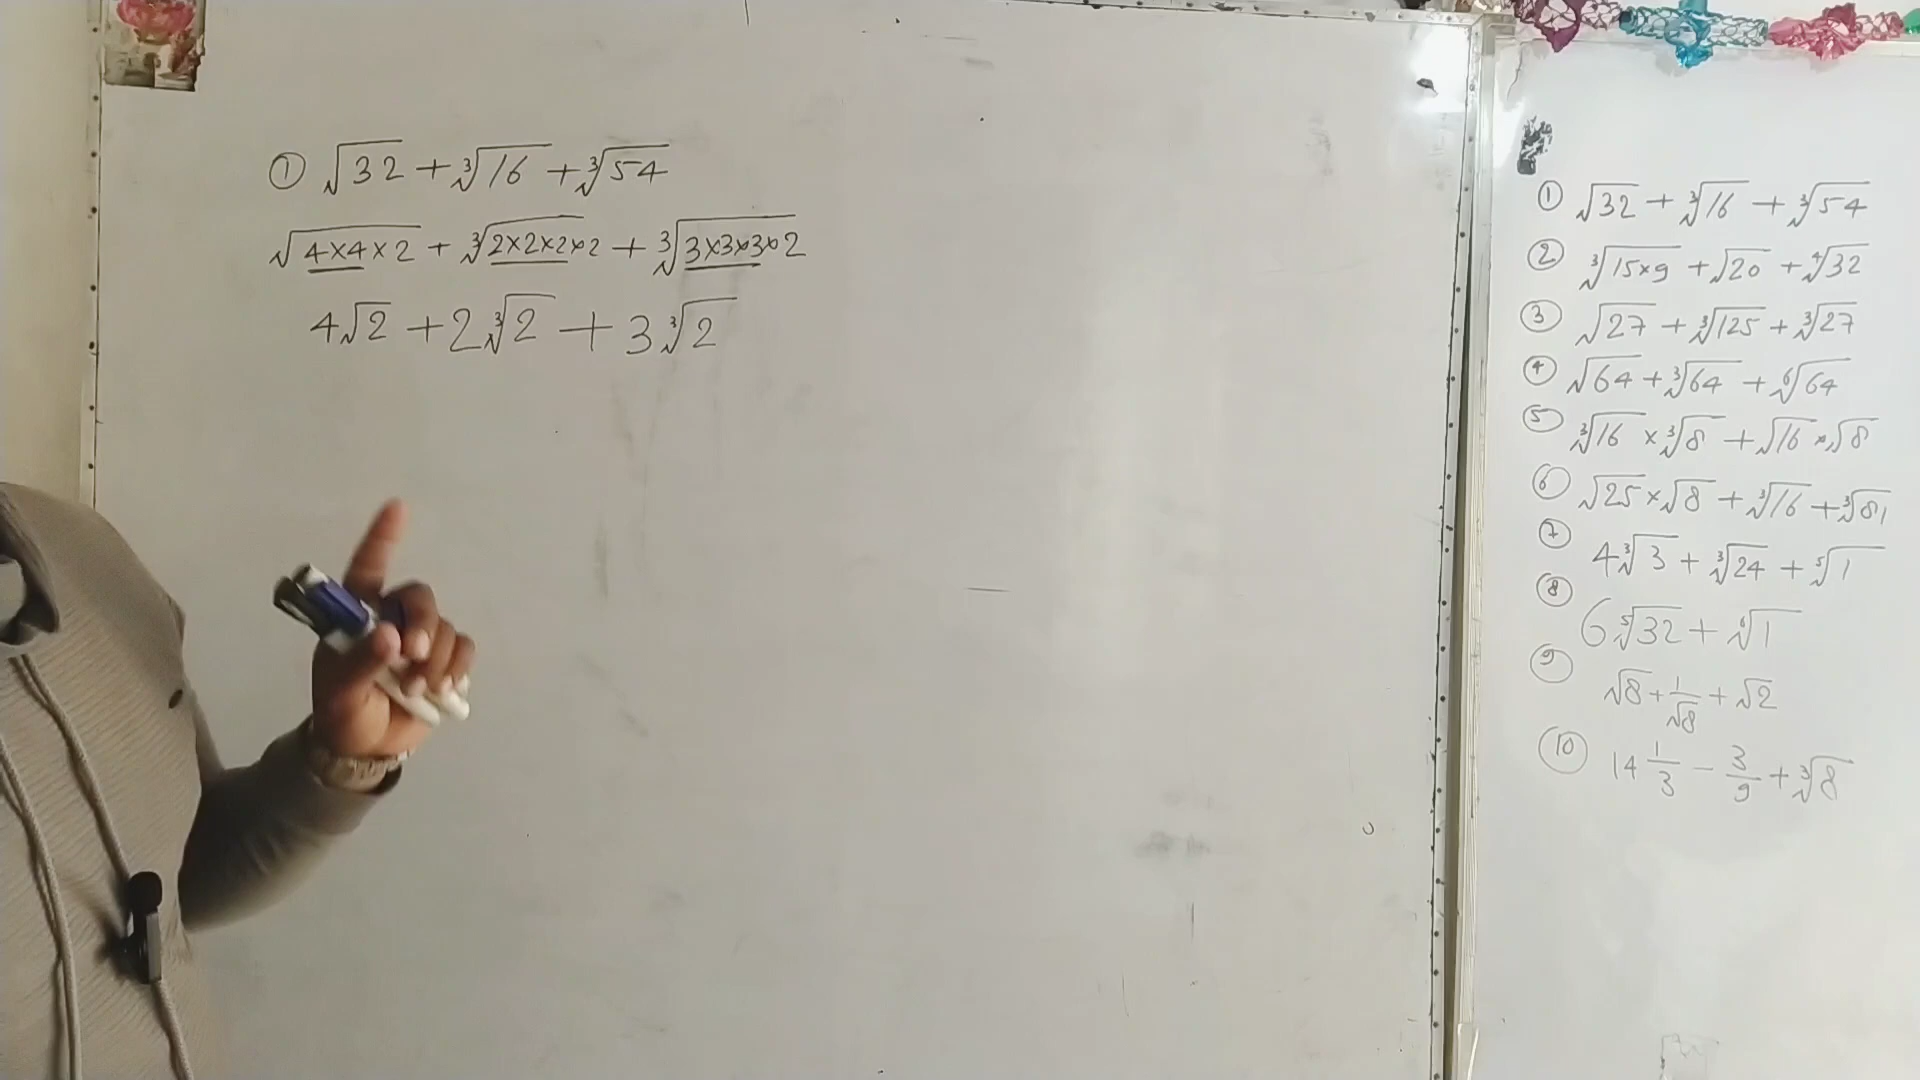 ① √32 + ∛16 + ∛54
√4×4×2 + ∛2×2×2×2 + ∛3×3×3×2
4√2 + 2∛2 + 3∛2
① √32 + ∛16 + ∛54
② ∛15×9 + √20 + ∜32
③ √27 + ∛125 + ∛27
④ √64 + ∛64 + ⁶√64
⑤ ∛16 × ∛8 + √16 × √8
⑥ √25 × √8 + ∛16 + ∛81
⑦ 4∛3 + ∛24 + ⁵√1
⑧ 6⁵√32 + ⁶√1
⑨ √8 + 1/√8 + √2
⑩ 14 1/3 − 3/9 + ∛8